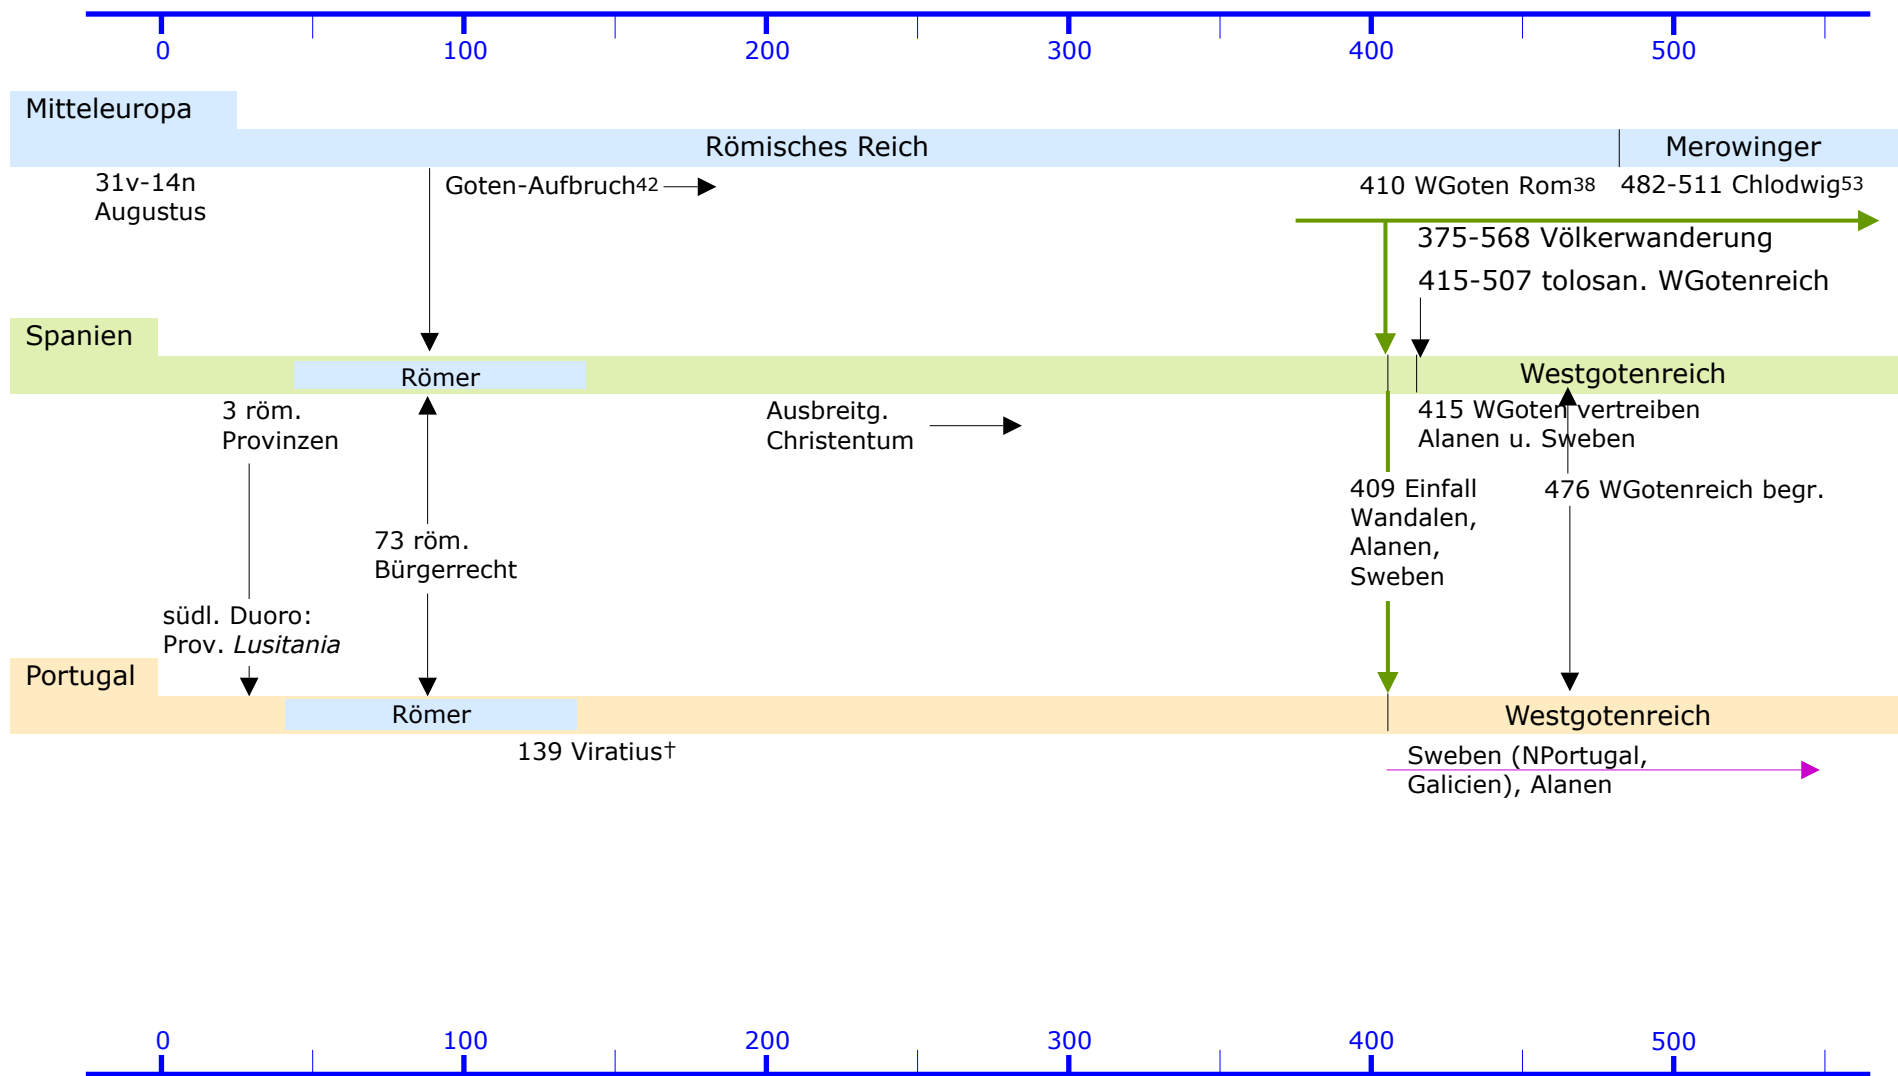 0 100 200 300 400 500
Mitteleuropa
Römisches Reich
Merowinger
31v-14n
Augustus
Goten-Aufbruch42
410 WGoten Rom38
482-511 Chlodwig53
375-568 Völkerwanderung
415-507 tolosan. WGotenreich
Spanien
Römer
Westgotenreich
3 röm.
Provinzen
Ausbreitg.
Christentum
415 WGoten vertreiben
Alanen u. Sweben
409 Einfall
Wandalen,
Alanen,
Sweben
476 WGotenreich begr.
73 röm.
Bürgerrecht
südl. Duoro:
Prov. Lusitania
Portugal
Römer
Westgotenreich
139 Viratius†
Sweben (NPortugal,
Galicien), Alanen
0 100 200 300 400 500